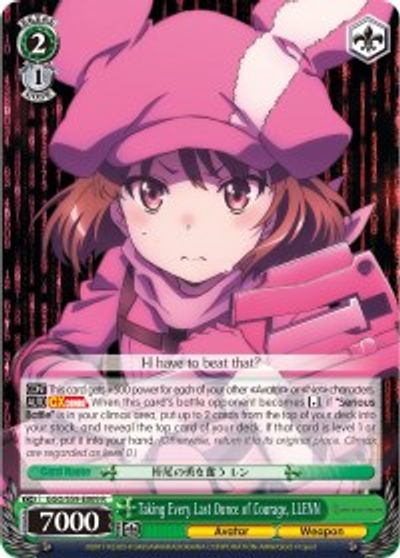 2
1
H-I have to beat that?
This card gets +500 power for each of your other «Avatar» or «Net» characters.
When this card's battle opponent becomes [ ], if "Serious
Battle" is in your climax area, put up to 2 cards from the top of your deck into
your stock, and reveal the top card of your deck. If that card is level 1 or
higher, put it into your hand. (Otherwise, return it to its original place. Climax
are regarded as level 0.)
Card Name
Taking Every Last Ounce of Courage, LLENN
7000
Avatar
Weapon